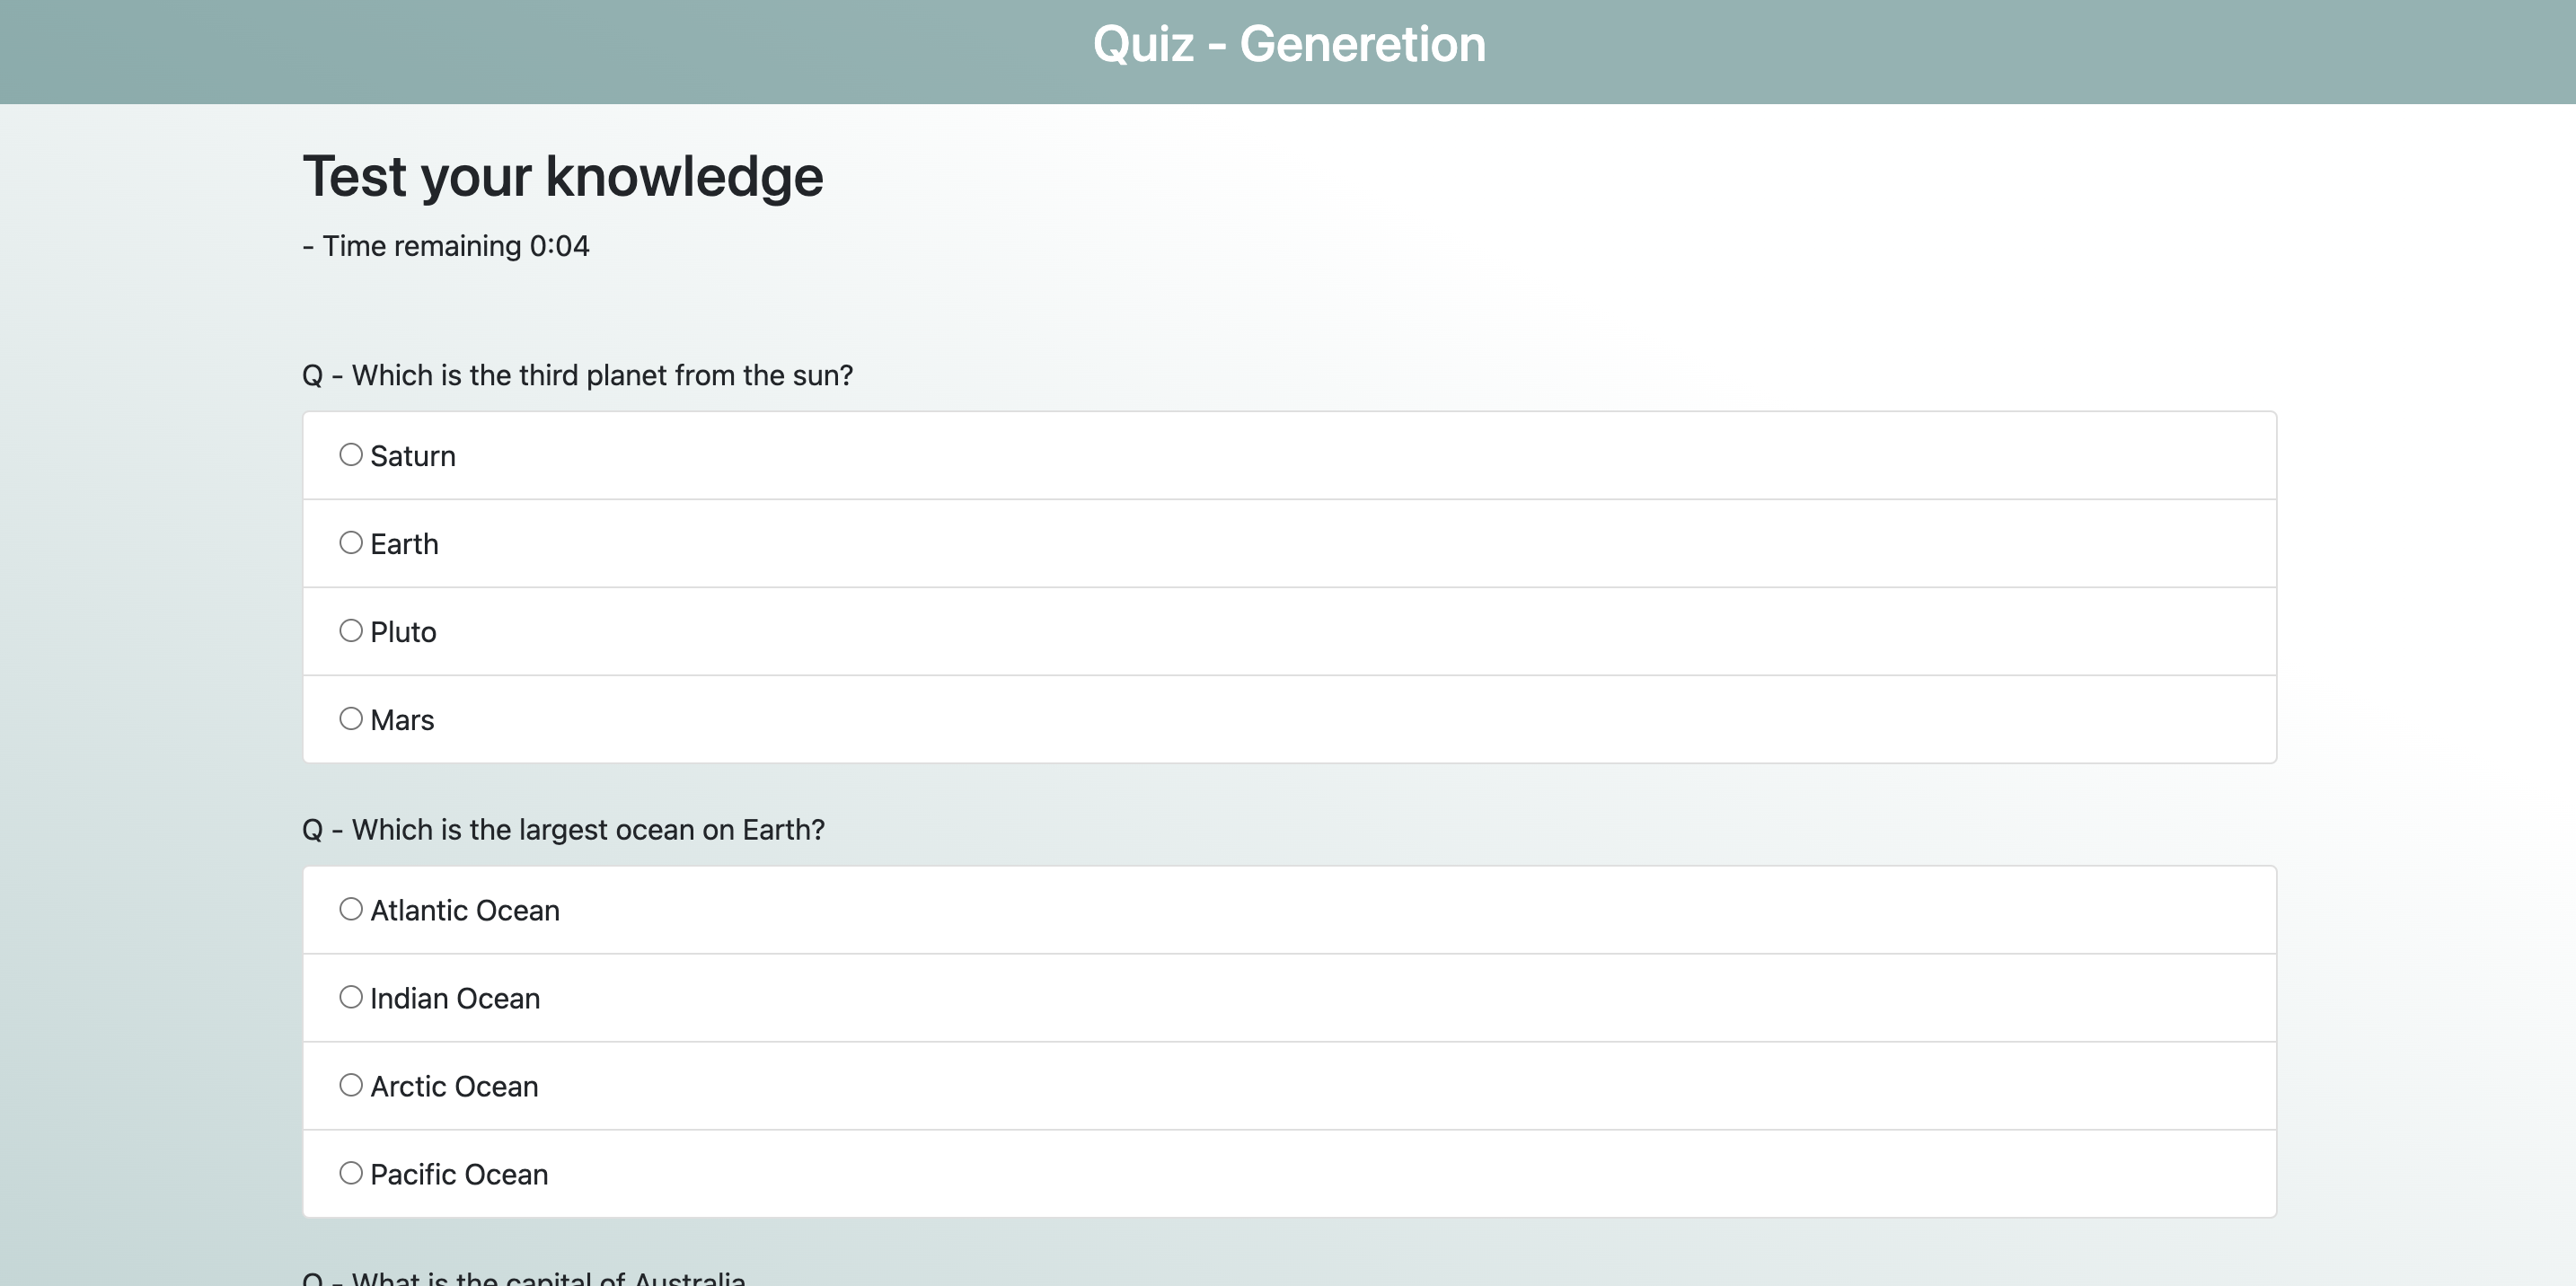 Quiz - Generetion
Test your knowledge
- Time remaining 0:04
Q - Which is the third planet from the sun?
Saturn
Earth
Pluto
Mars
Q - Which is the largest ocean on Earth?
Atlantic Ocean
Indian Ocean
Arctic Ocean
Pacific Ocean
Q - What is the capital of Australia